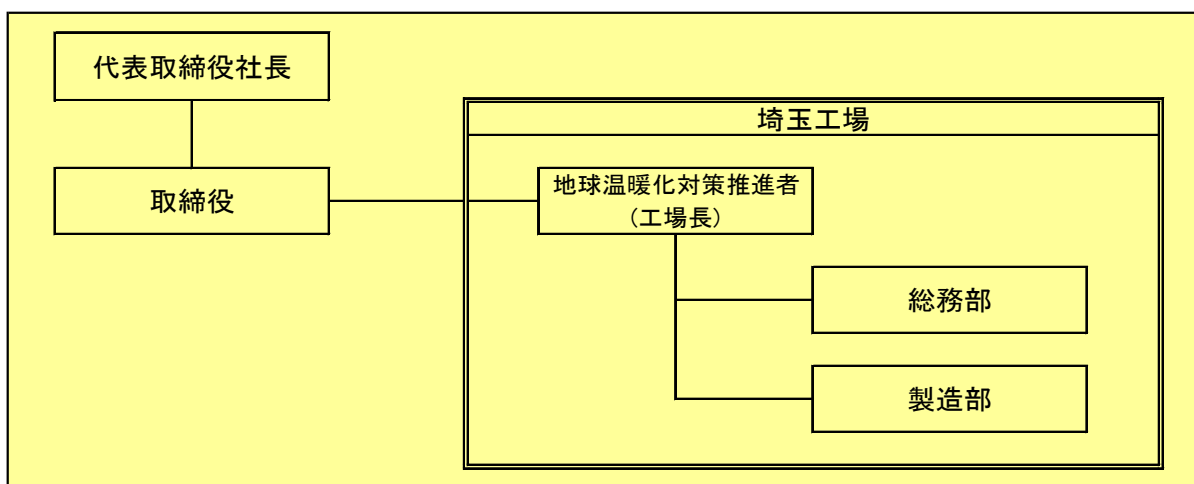 代表取締役社長
埼玉工場
取締役
地球温暖化対策推進者
(工場長)
総務部
製造部